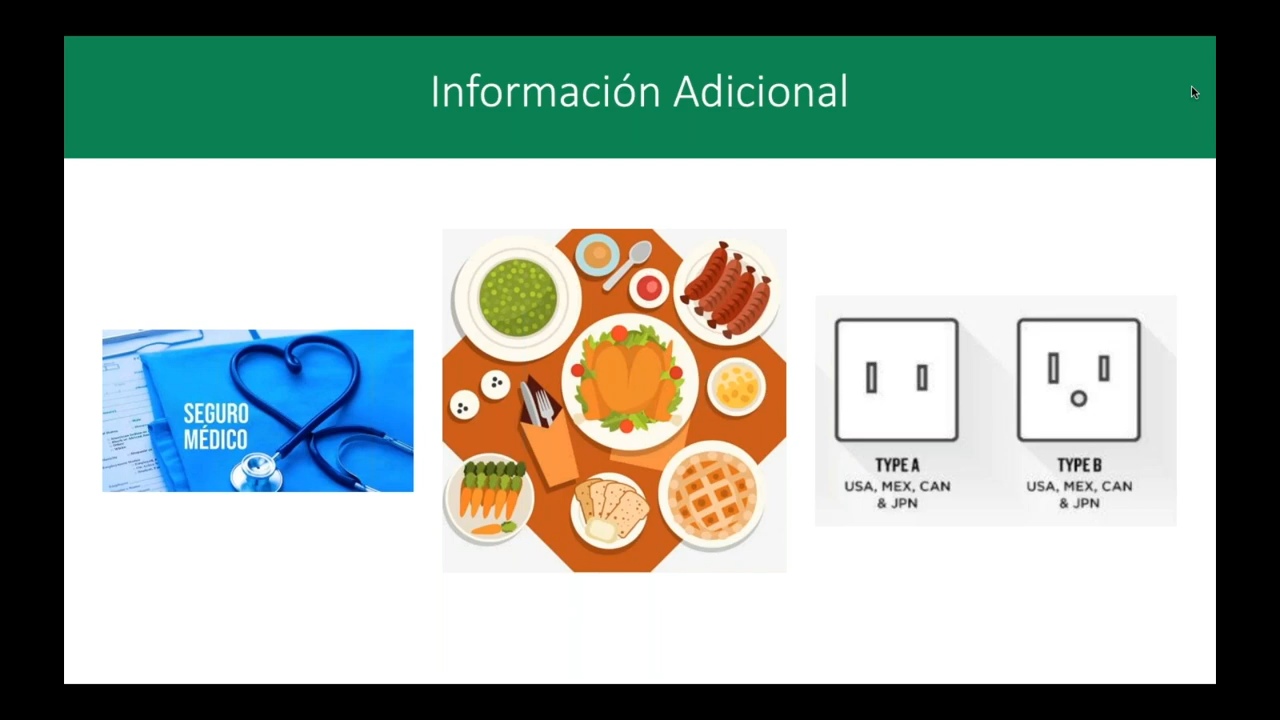 Información Adicional
SEGURO
MÉDICO
TYPE A
USA, MEX, CAN
& JPN
TYPE B
USA, MEX, CAN
& JPN